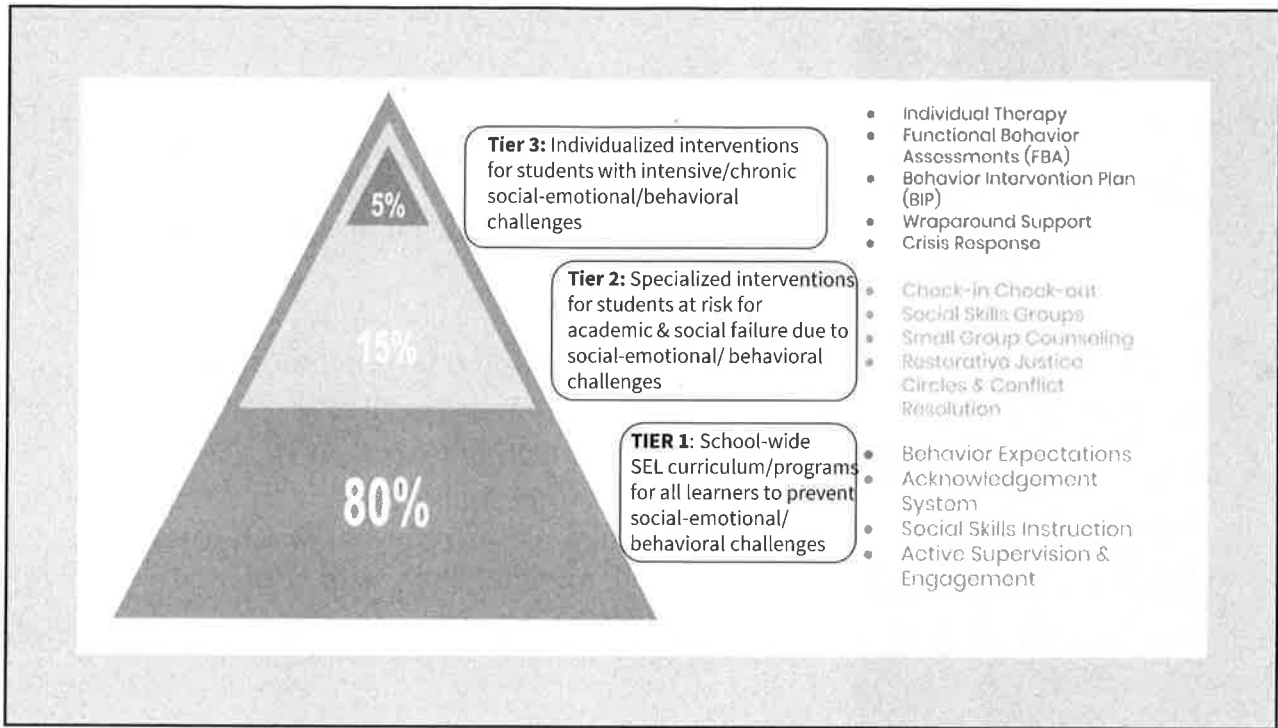 5%
Tier 3: Individualized interventions
for students with intensive/chronic
social-emotional/behavioral
challenges
• Individual Therapy
• Functional Behavior
Assessments (FBA)
• Behavior Intervention Plan
(BIP)
• Wraparound Support
• Crisis Response
15%
Tier 2: Specialized interventions
for students at risk for
academic & social failure due to
social-emotional/ behavioral
challenges
• Check-in Check-out
• Social Skills Groups
• Small Group Counseling
• Restorative Justice
Circles & Conflict
Resolution
80%
TIER 1: School-wide
SEL curriculum/programs
for all learners to prevent
social-emotional/
behavioral challenges
• Behavior Expectations
• Acknowledgement
System
• Social Skills Instruction
• Active Supervision &
Engagement